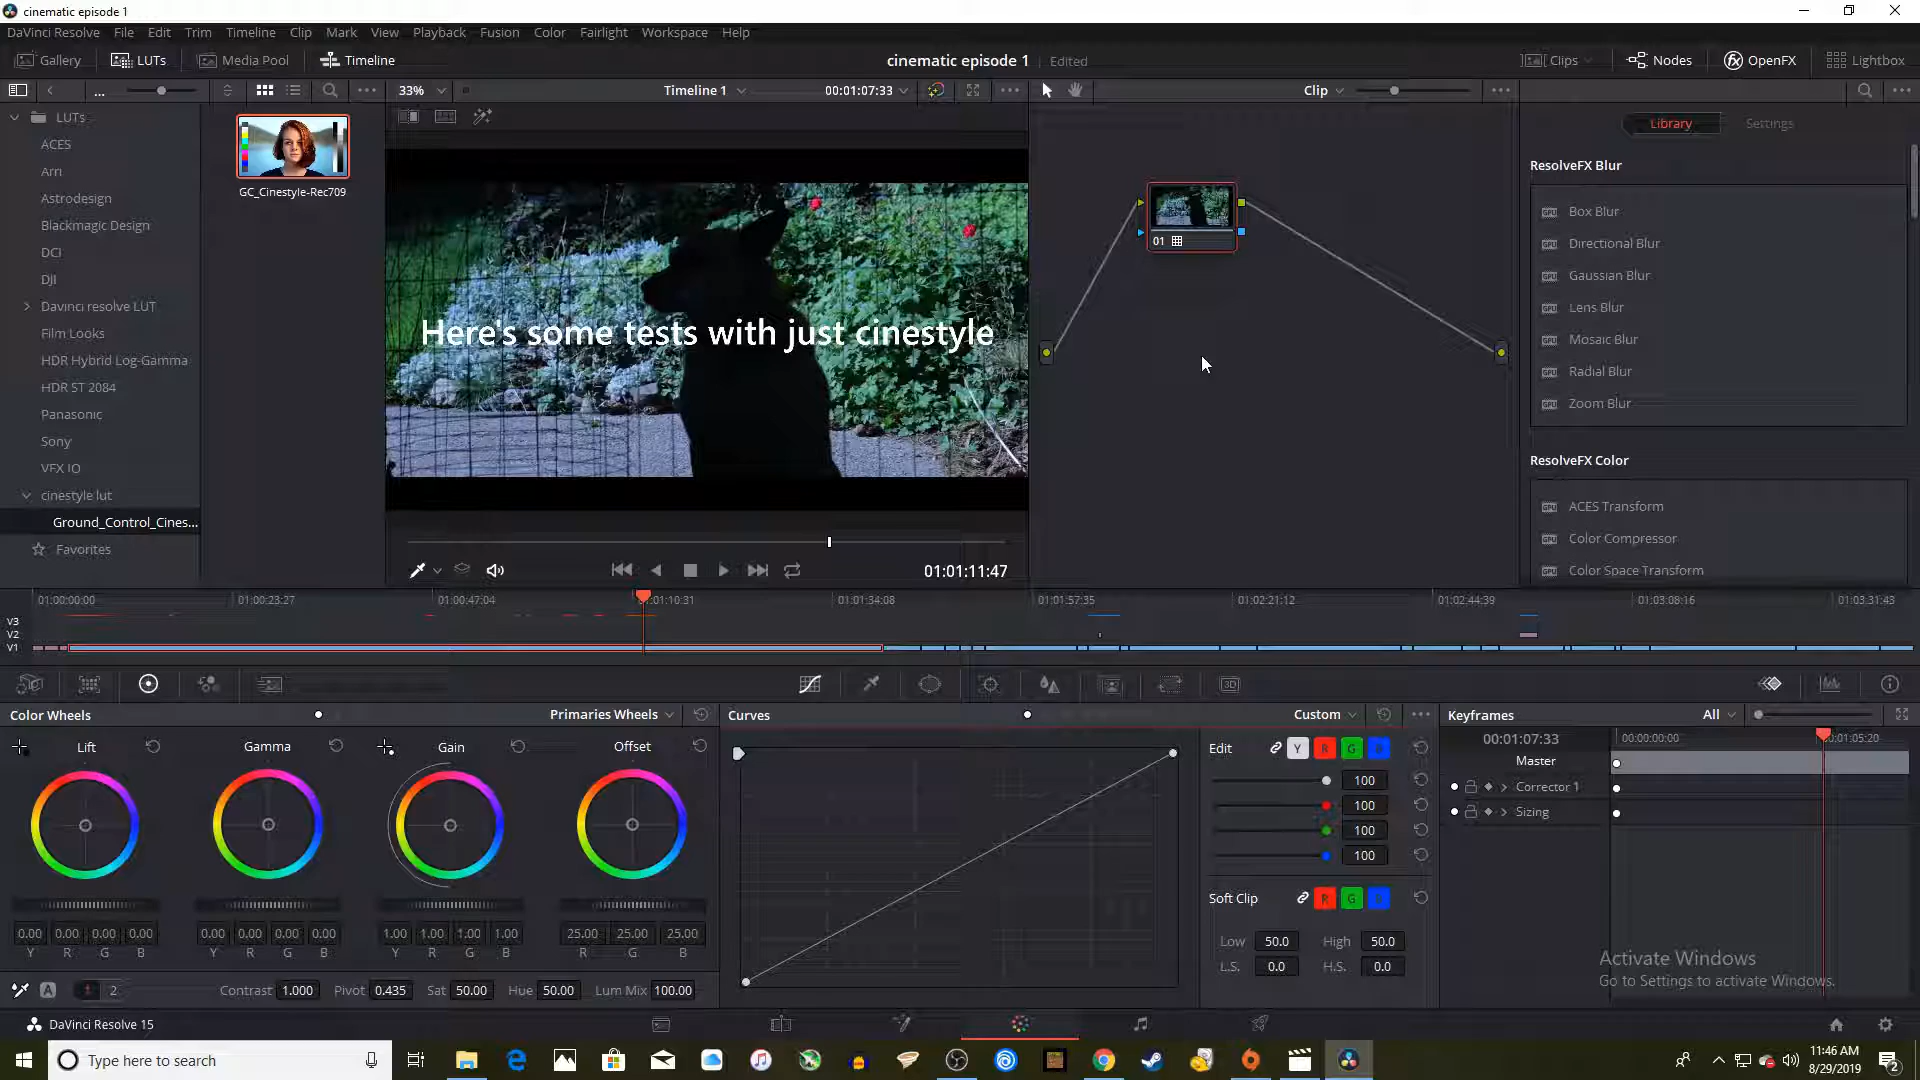 cinematic episode 1
DaVinci Resolve File Edit Trim Timeline Clip Mark View Playback Fusion Color Fairlight Workspace Help
Gallery LUTs Media Pool Timeline cinematic episode 1 Edited Clips Nodes OpenFX Lightbox
... 33% Timeline 1 00:01:07:33 Clip
LUTs
ACES
Arri
Astrodesign
Blackmagic Design
DCI
DJI
Davinci resolve LUT
Film Looks
HDR Hybrid Log-Gamma
HDR ST 2084
Panasonic
Sony
VFX IO
cinestyle lut
Ground_Control_Cines...
Favorites
GC_Cinestyle-Rec709
Here's some tests with just cinestyle
01:01:11:47
01
Library Settings
ResolveFX Blur
Box Blur
Directional Blur
Gaussian Blur
Lens Blur
Mosaic Blur
Radial Blur
Zoom Blur
ResolveFX Color
ACES Transform
Color Compressor
Color Space Transform
01:00:00:00 01:00:23:27 01:00:47:04 01:01:10:31 01:01:34:08 01:01:57:35 01:02:21:12 01:02:44:39 01:03:08:16 01:03:31:43
V3
V2
V1
Color Wheels Primaries Wheels
Lift Gamma Gain Offset
0.00 0.00 0.00 0.00 0.00 0.00 0.00 0.00 1.00 1.00 1.00 1.00 25.00 25.00 25.00
Y R G B Y R G B Y R G B R G B
A 1 2 Contrast 1.000 Pivot 0.435 Sat 50.00 Hue 50.00 Lum Mix 100.00
Curves Custom
Edit Y R G B
100
100
100
100
Soft Clip R G B
Low 50.0 High 50.0
L.S. 0.0 H.S. 0.0
Keyframes All
00:01:07:33 00:00:00:00 00:01:05:20
Master
Corrector 1
Sizing
Activate Windows
Go to Settings to activate Windows.
DaVinci Resolve 15
Type here to search
11:46 AM
8/29/2019
2